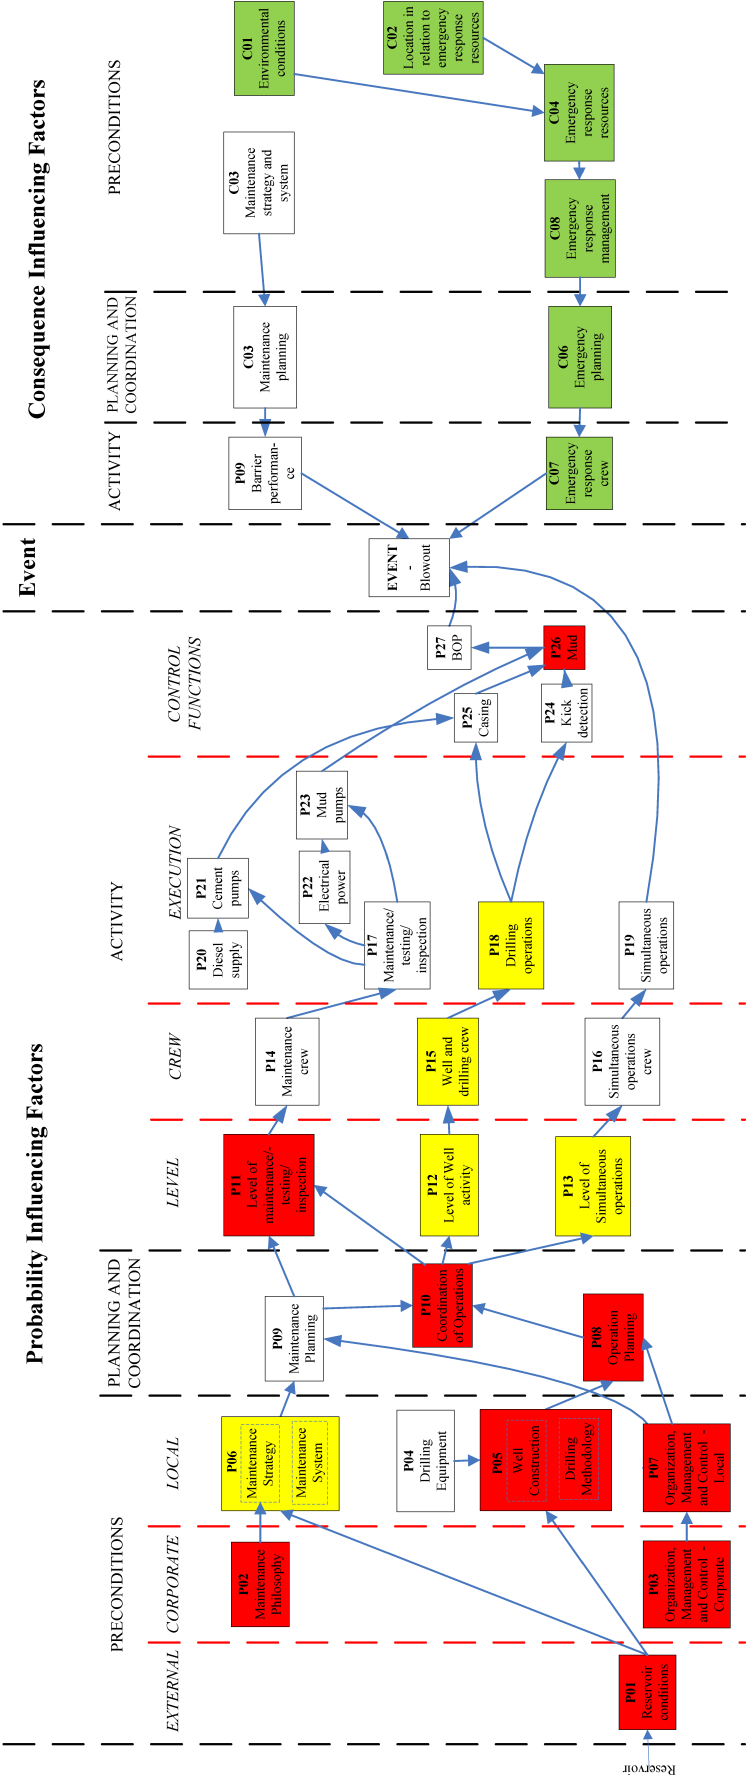 Probability Influencing Factors
Event
Consequence Influencing Factors
PRECONDITIONS
PLANNING AND
COORDINATION
ACTIVITY
ACTIVITY
PLANNING AND
COORDINATION
PRECONDITIONS
EXTERNAL
CORPORATE
LOCAL
LEVEL
CREW
EXECUTION
CONTROL
FUNCTIONS
Reservoir
P01
Reservoir
conditions
P02
Maintenance
Philosophy
P03
Organization,
Management
and Control -
Corporate
P06
Maintenance
Strategy
Maintenance
System
P04
Drilling
Equipment
P05
Well
Construction
Drilling
Methodology
P07
Organization,
Management
and Control -
Local
P09
Maintenance
Planning
P10
Coordination
of Operations
P08
Operation
Planning
P11
Level of
maintenance/-
testing/
inspection
P12
Level of Well
activity
P13
Level of
Simultaneous
operations
P14
Maintenance
crew
P15
Well and
drilling crew
P16
Simultaneous
operations
crew
P20
Diesel
supply
P21
Cement
pumps
P22
Electrical
power
P23
Mud
pumps
P17
Maintenance/
testing/
inspection
P18
Drilling
operations
P19
Simultaneous
operations
P25
Casing
P24
Kick
detection
P27
BOP
P26
Mud
EVENT
-
Blowout
P09
Barrier
performan-
ce
C07
Emergency
response
crew
C03
Maintenance
planning
C06
Emergency
planning
C03
Maintenance
strategy and
system
C08
Emergency
response
management
C01
Environmental
conditions
C02
Location in
relation to
emergency
response
resources
C04
Emergency
response
resources